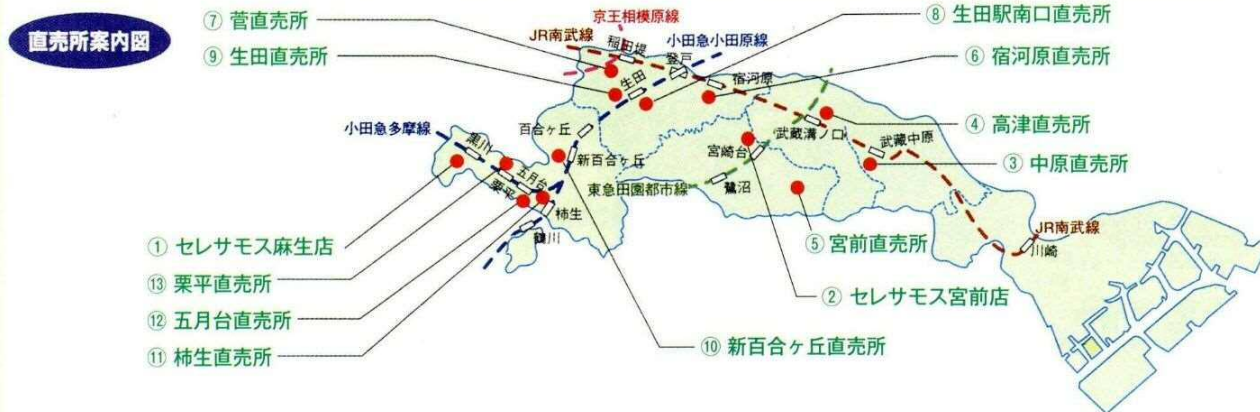 直売所案内図
⑦ 菅直売所
⑨ 生田直売所
京王相模原線
JR南武線
稲田堤
小田急小田原線
登戸
生田
宿河原
⑧ 生田駅南口直売所
⑥ 宿河原直売所
④ 高津直売所
③ 中原直売所
小田急多摩線
黒川
百合ヶ丘
新百合ヶ丘
五月台
栗平
柿生
鶴川
武蔵溝ノ口
武蔵中原
宮崎台
東急田園都市線
鷺沼
JR南武線
川崎
① セレサモス麻生店
⑬ 栗平直売所
⑫ 五月台直売所
⑪ 柿生直売所
⑤ 宮前直売所
② セレサモス宮前店
⑩ 新百合ヶ丘直売所